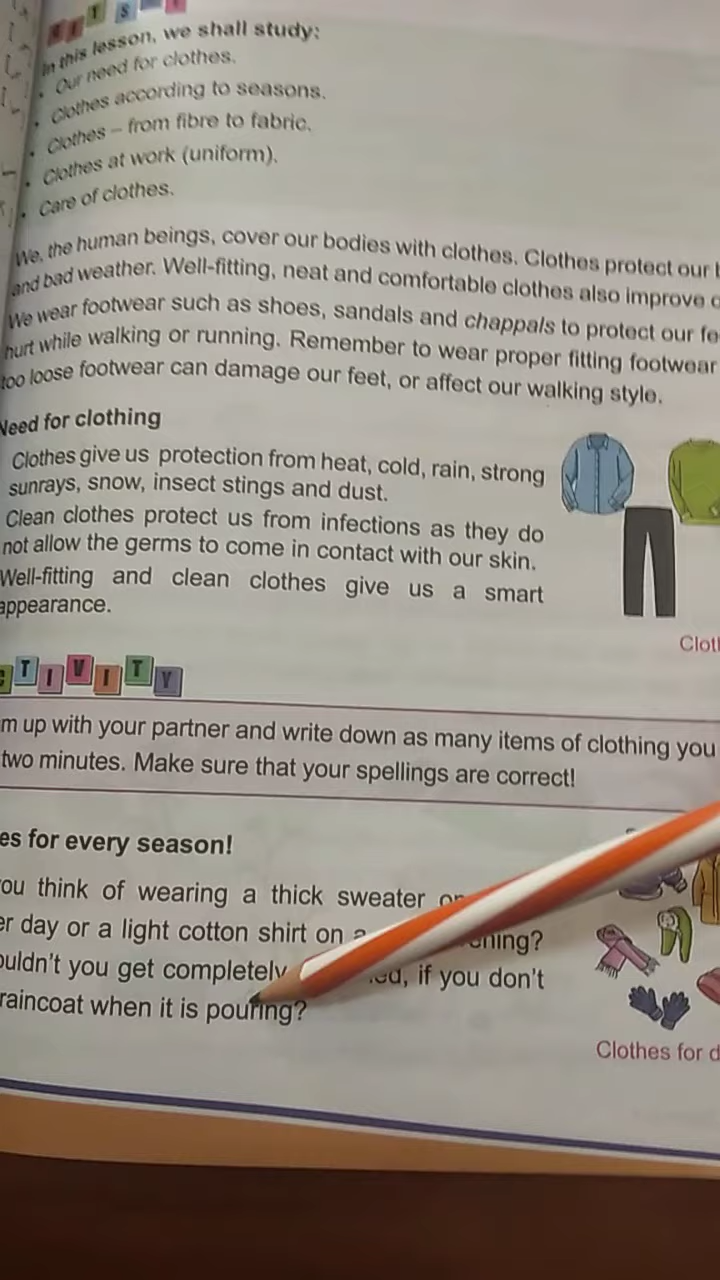 In this lesson, we shall study:
• Our need for clothes.
• Clothes according to seasons.
• Clothes – from fibre to fabric.
• Clothes at work (uniform).
• Care of clothes.
We, the human beings, cover our bodies with clothes. Clothes protect our
and bad weather. Well-fitting, neat and comfortable clothes also improve
We wear footwear such as shoes, sandals and chappals to protect our fe
hurt while walking or running. Remember to wear proper fitting footwear
too loose footwear can damage our feet, or affect our walking style.
Need for clothing
Clothes give us protection from heat, cold, rain, strong
sunrays, snow, insect stings and dust.
Clean clothes protect us from infections as they do
not allow the germs to come in contact with our skin.
Well-fitting and clean clothes give us a smart
appearance.
Clot
TIVITY
m up with your partner and write down as many items of clothing you
two minutes. Make sure that your spellings are correct!
es for every season!
ou think of wearing a thick sweater
er day or a light cotton shirt on
ening?
ouldn't you get completely
ed, if you don't
raincoat when it is pouring?
Clothes for d